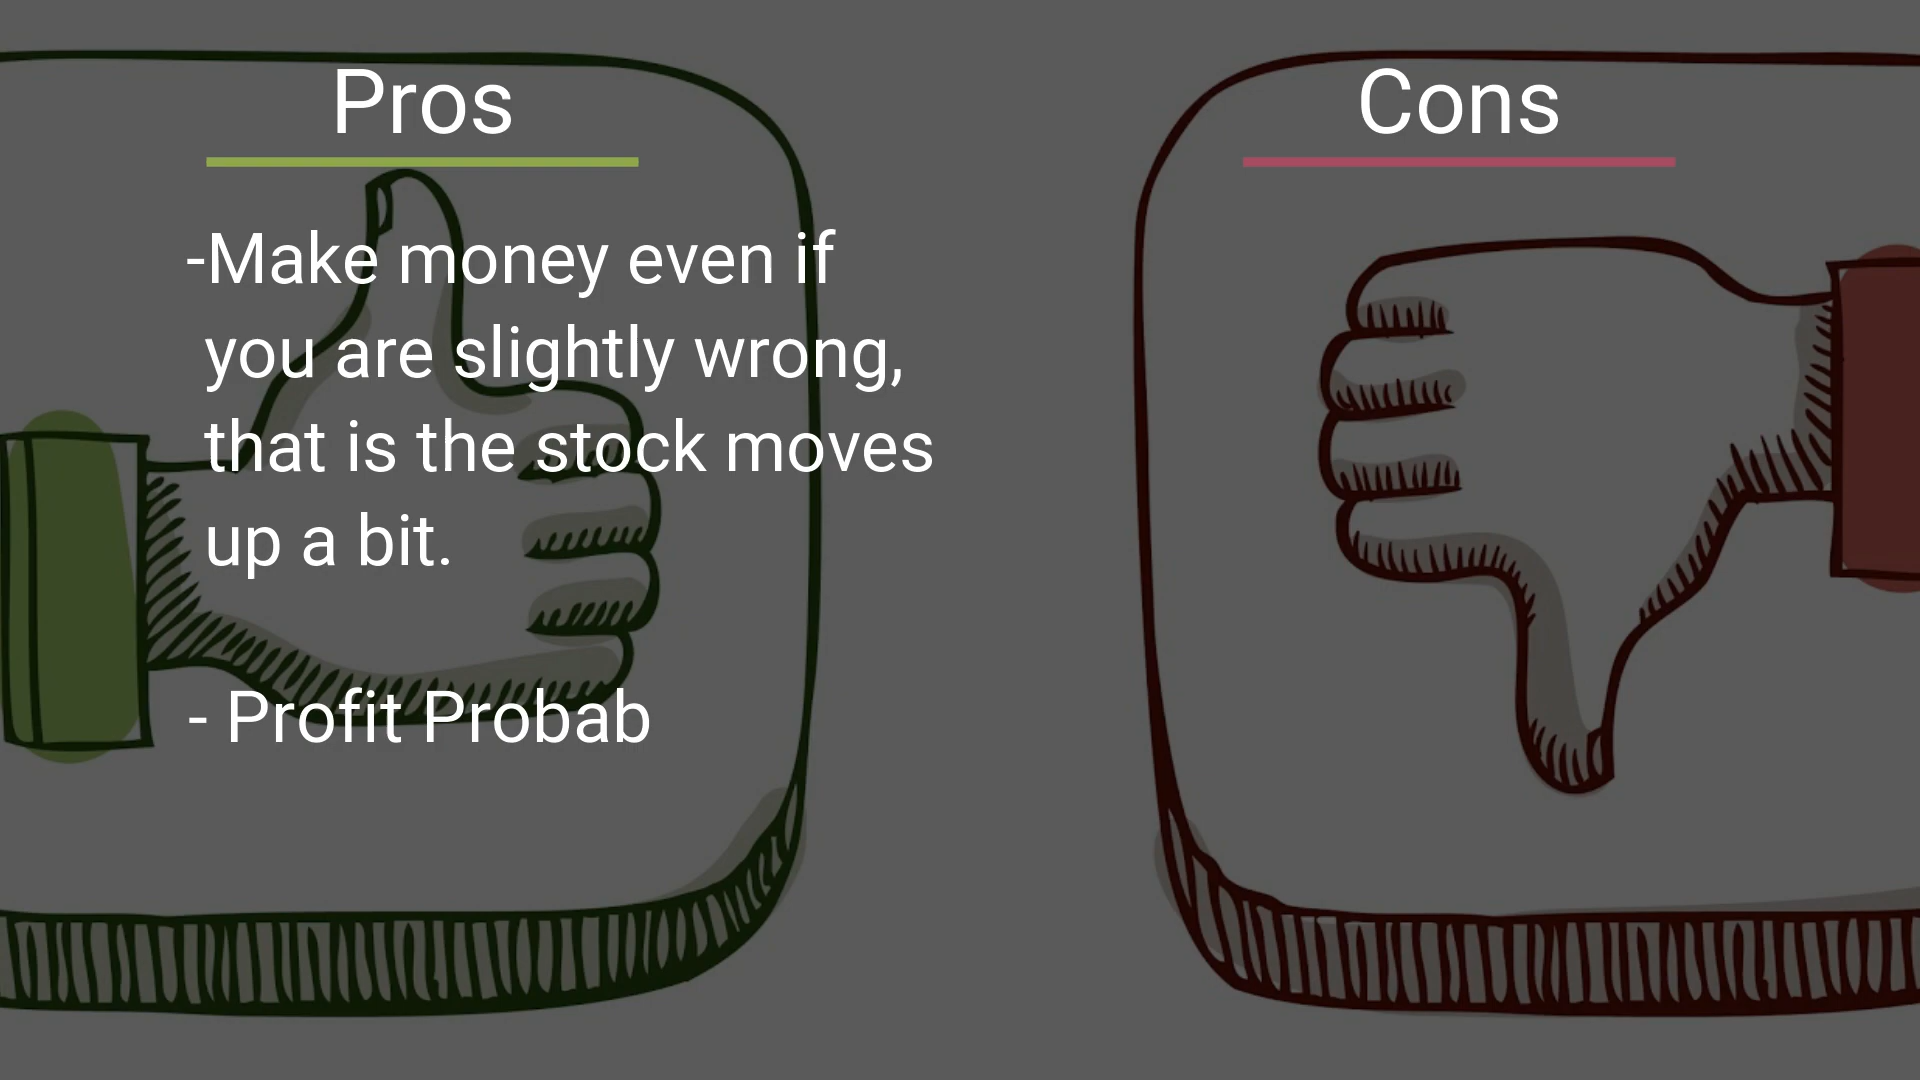 Pros
-Make money even if
you are slightly wrong,
that is the stock moves
up a bit.
- Profit Probab
Cons